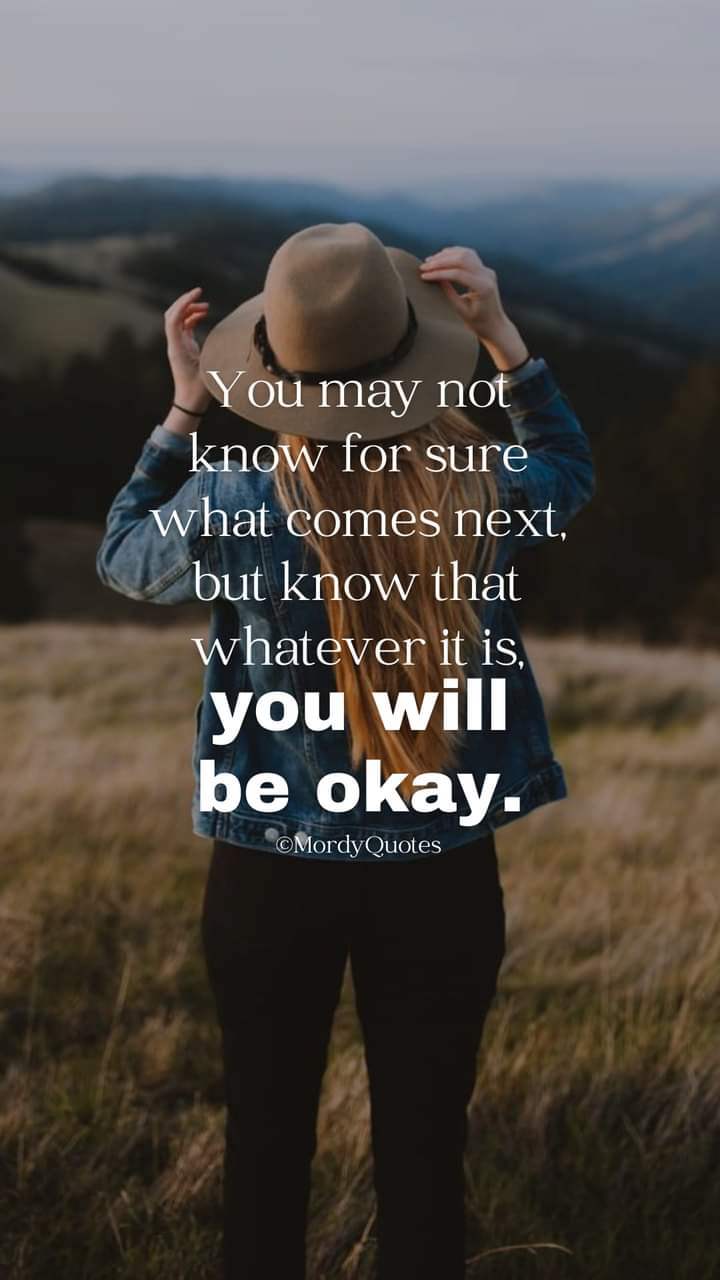 You may not
know for sure
what comes next,
but know that
whatever it is,
you will
be okay.
©MordyQuotes